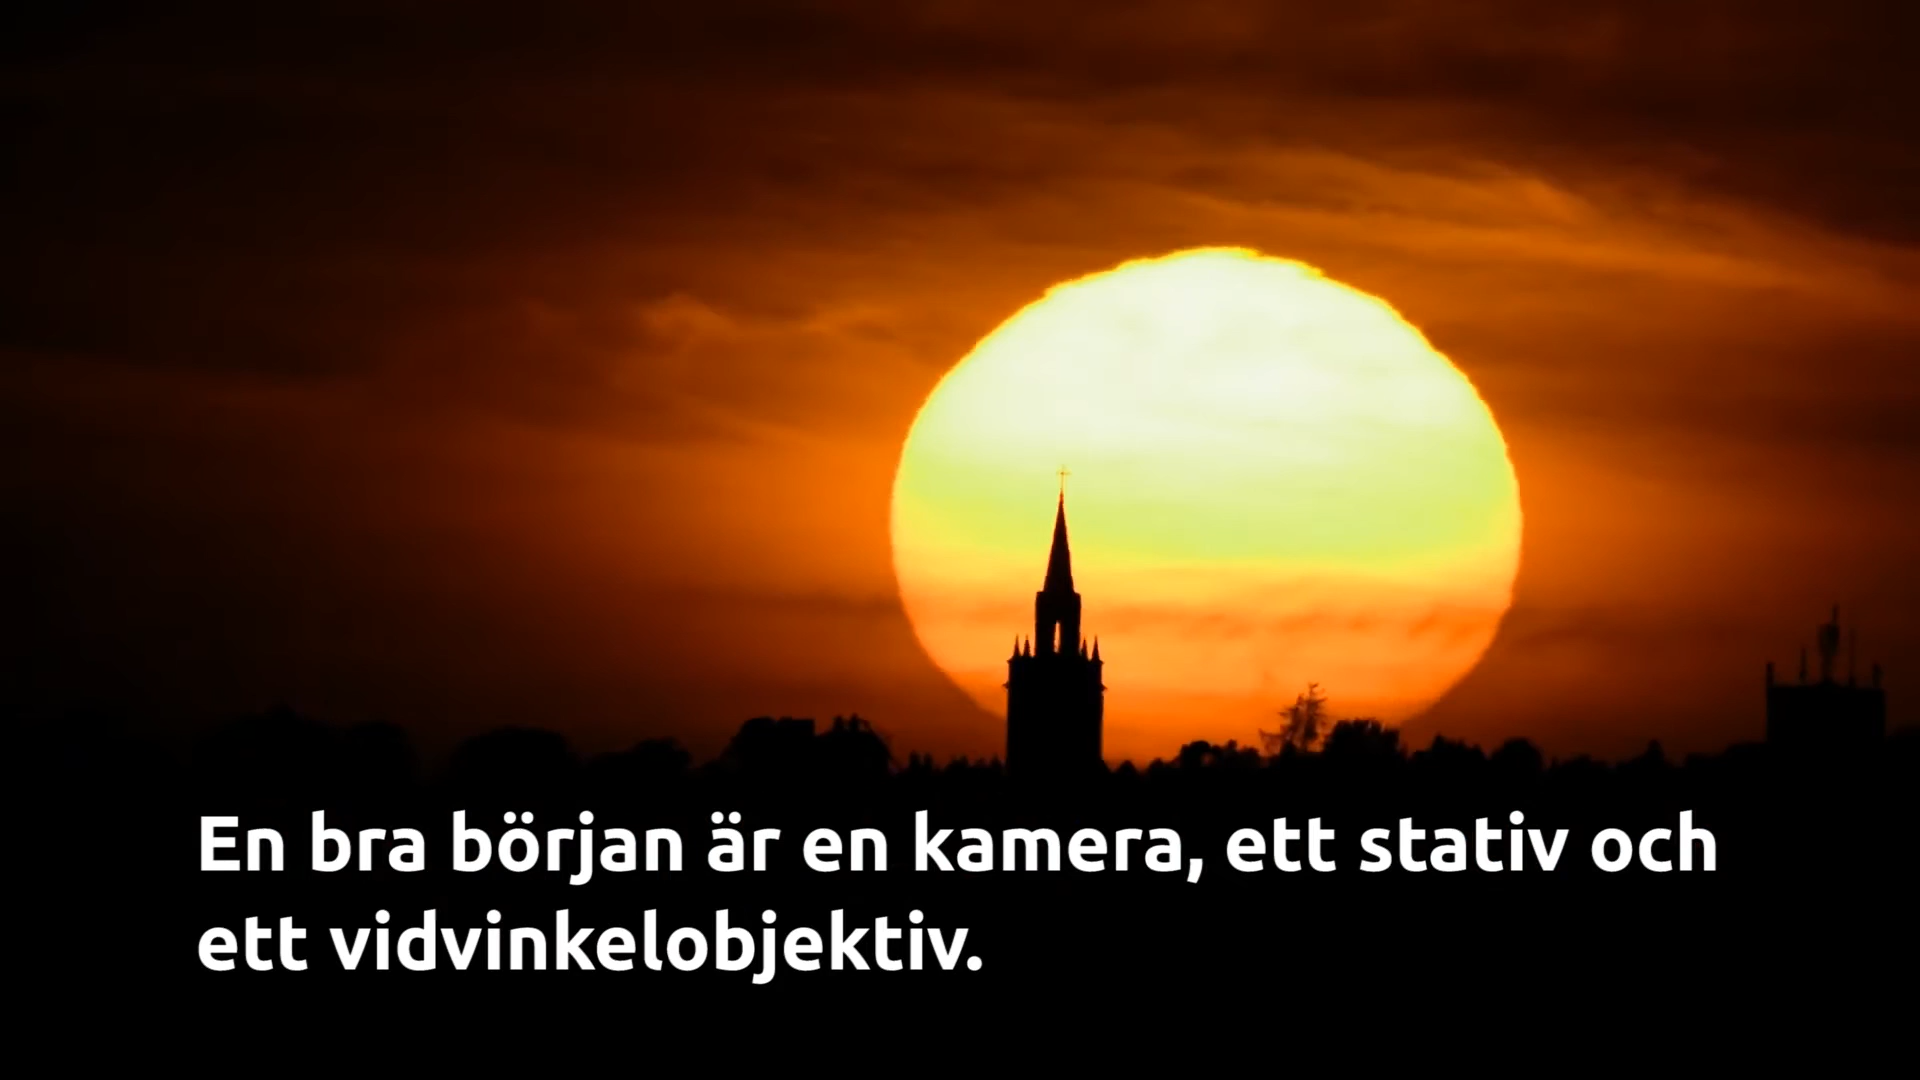 En bra början är en kamera, ett stativ och
ett vidvinkelobjektiv.